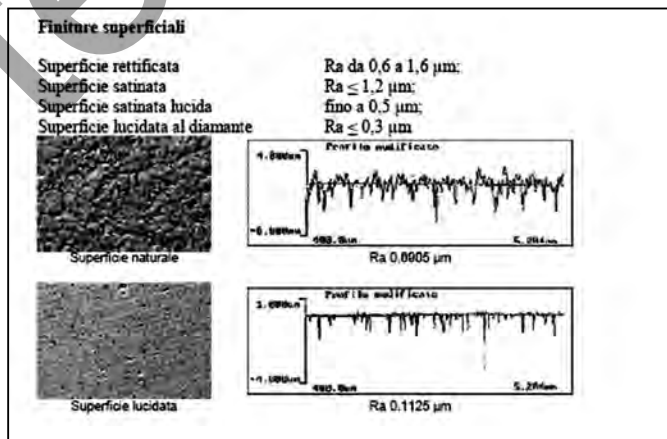 Finiture superficiali
Superficie rettificata Ra da 0,6 a 1,6 µm;
Superficie satinata Ra ≤ 1,2 µm;
Superficie satinata lucida fino a 0,5 µm;
Superficie lucidata al diamante Ra ≤ 0,3 µm
Profilo modificato
Superficie naturale Ra 0.8905 µm
Profilo modificato
Superficie lucidata Ra 0.1125 µm